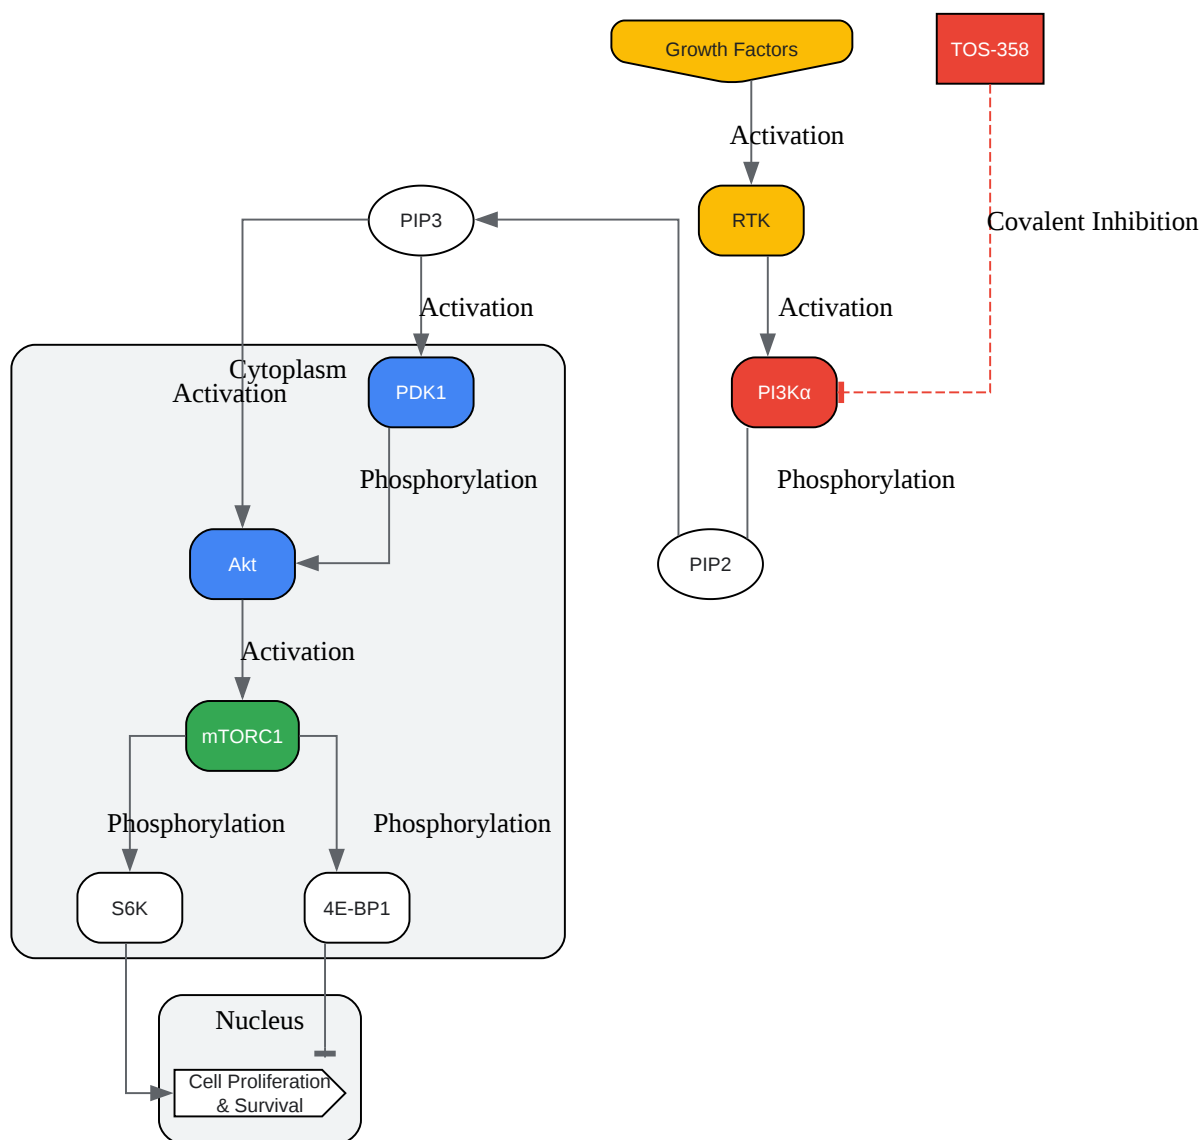 Growth Factors
TOS-358
Activation
PIP3
RTK
Covalent Inhibition
Activation
Activation
Cytoplasm
Activation
PDK1
PI3Kα
Phosphorylation
Phosphorylation
Akt
PIP2
Activation
mTORC1
Phosphorylation
Phosphorylation
S6K
4E-BP1
Nucleus
Cell Proliferation
& Survival